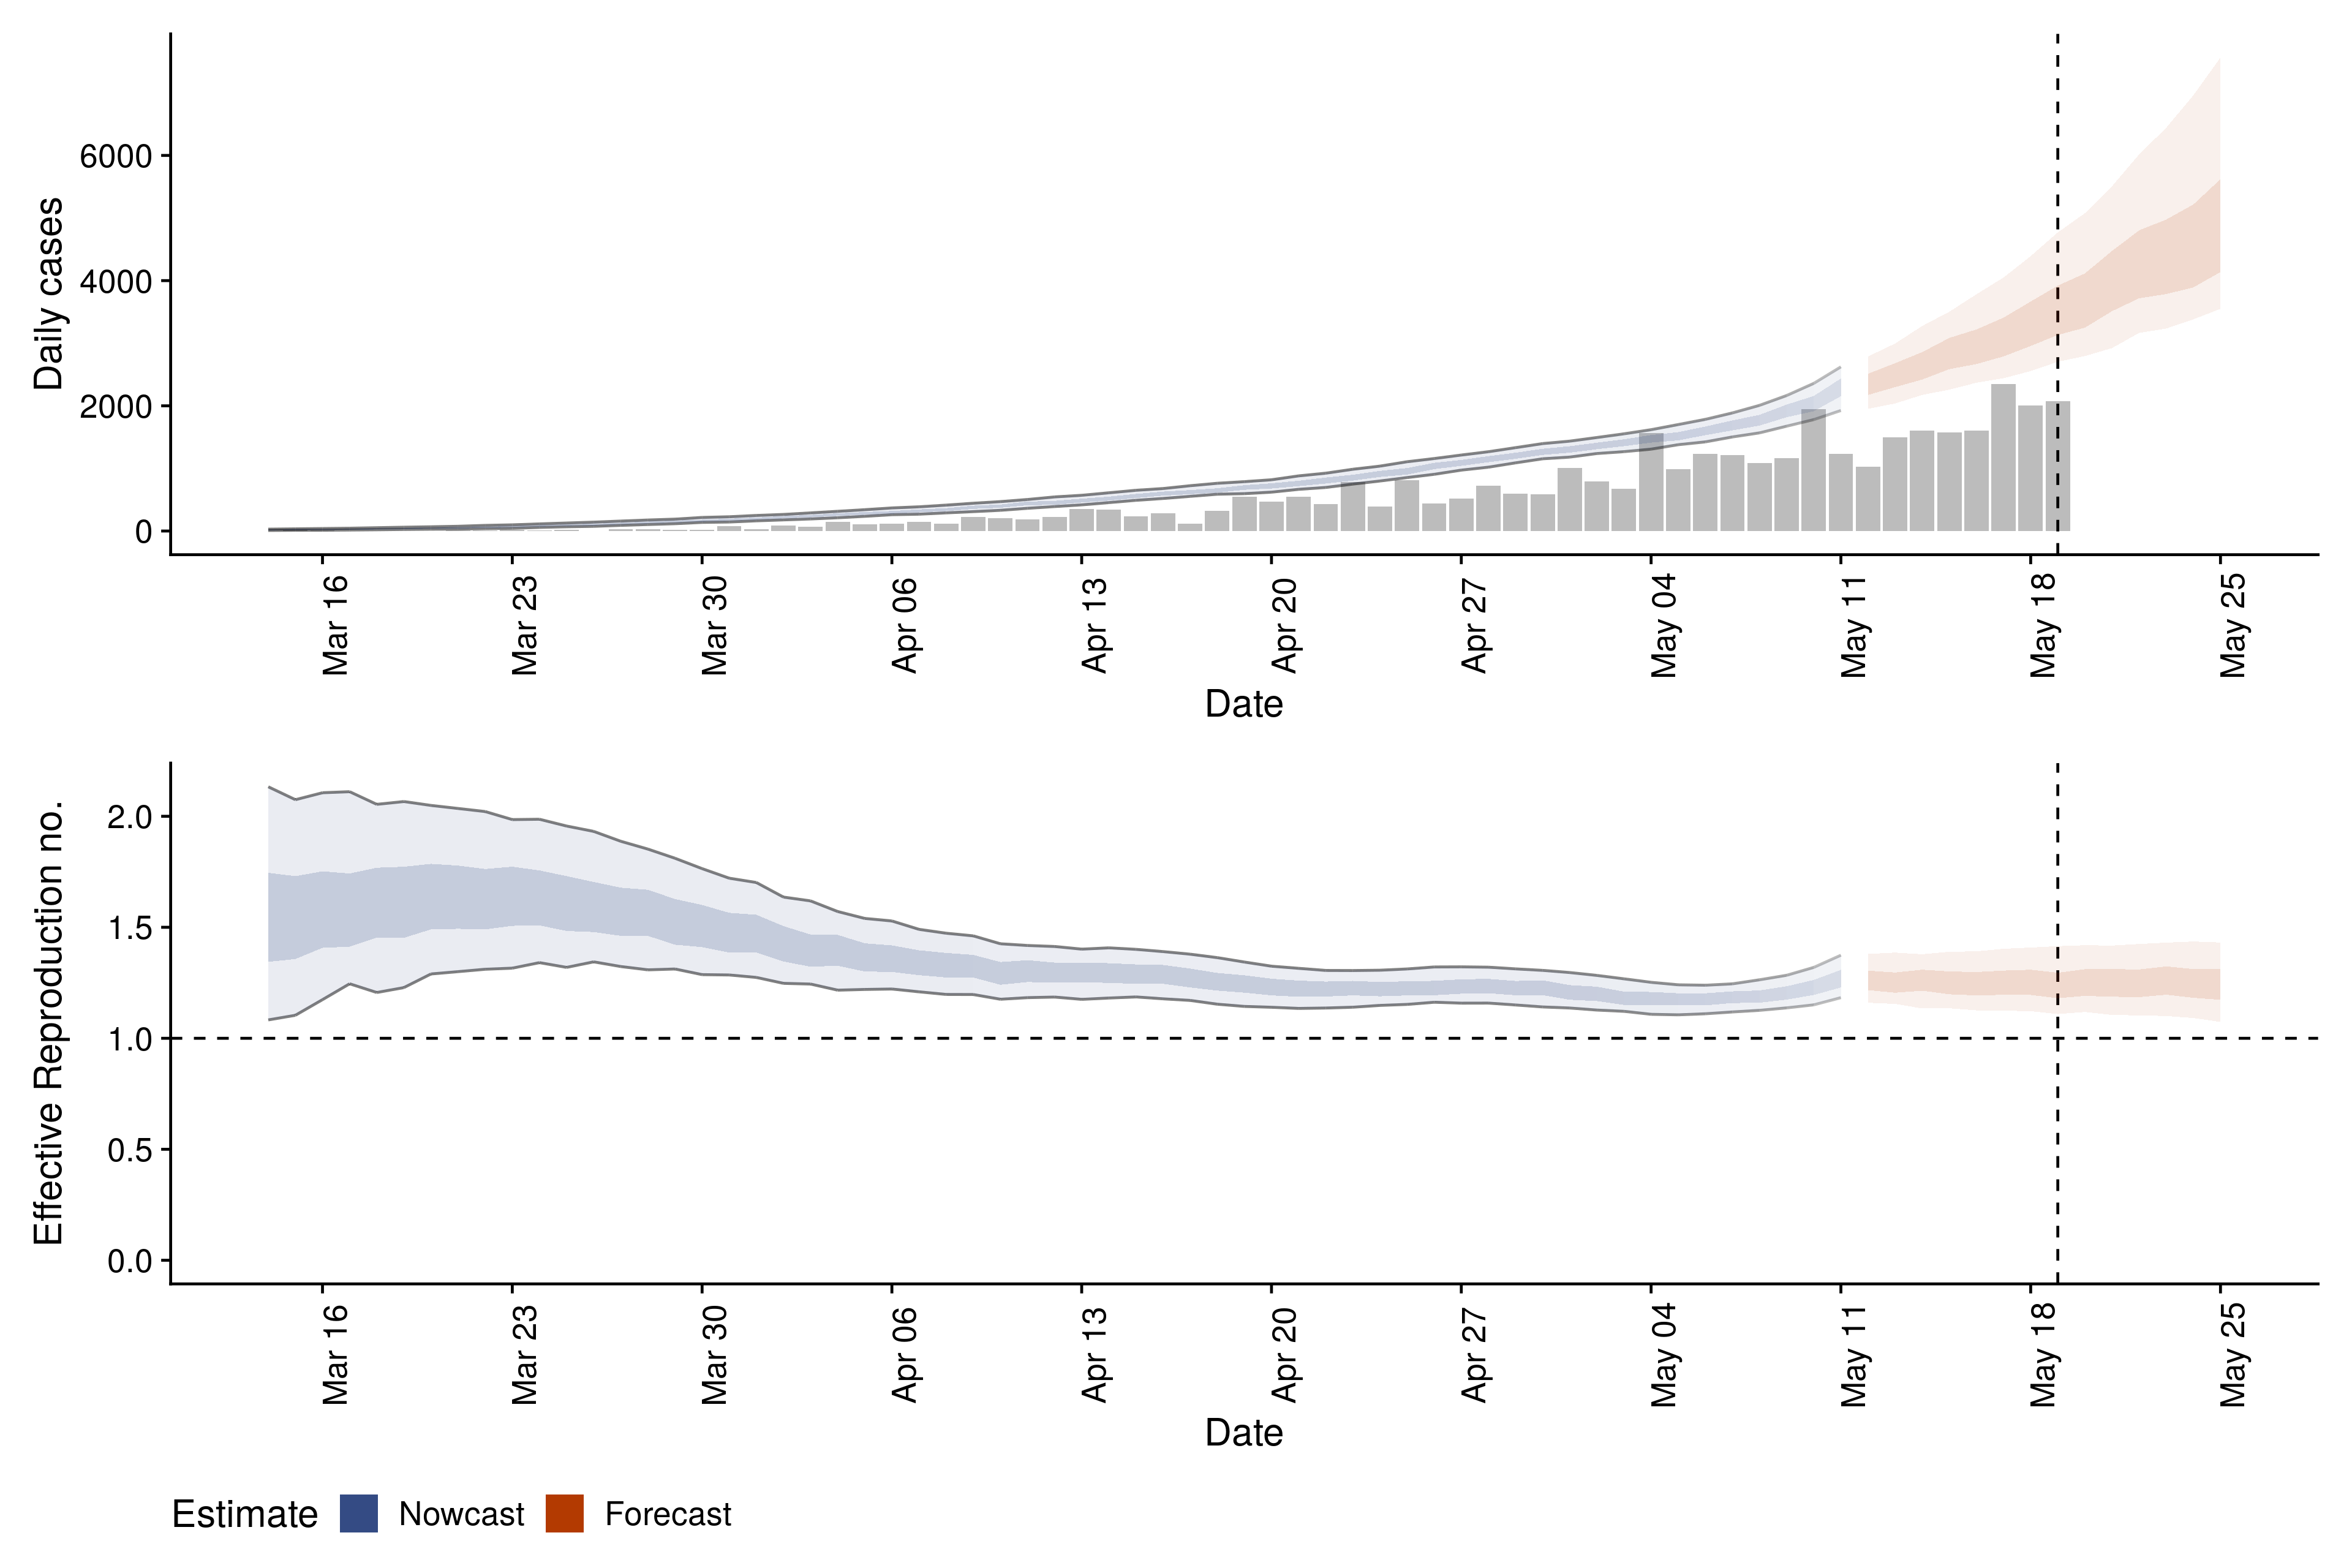 Daily cases
6000
4000
2000
0
Mar 16
Mar 23
Mar 30
Apr 06
Apr 13
Apr 20
Apr 27
May 04
May 11
May 18
May 25
Date
Effective Reproduction no.
2.0
1.5
1.0
0.5
0.0
Mar 16
Mar 23
Mar 30
Apr 06
Apr 13
Apr 20
Apr 27
May 04
May 11
May 18
May 25
Date
Estimate Nowcast Forecast